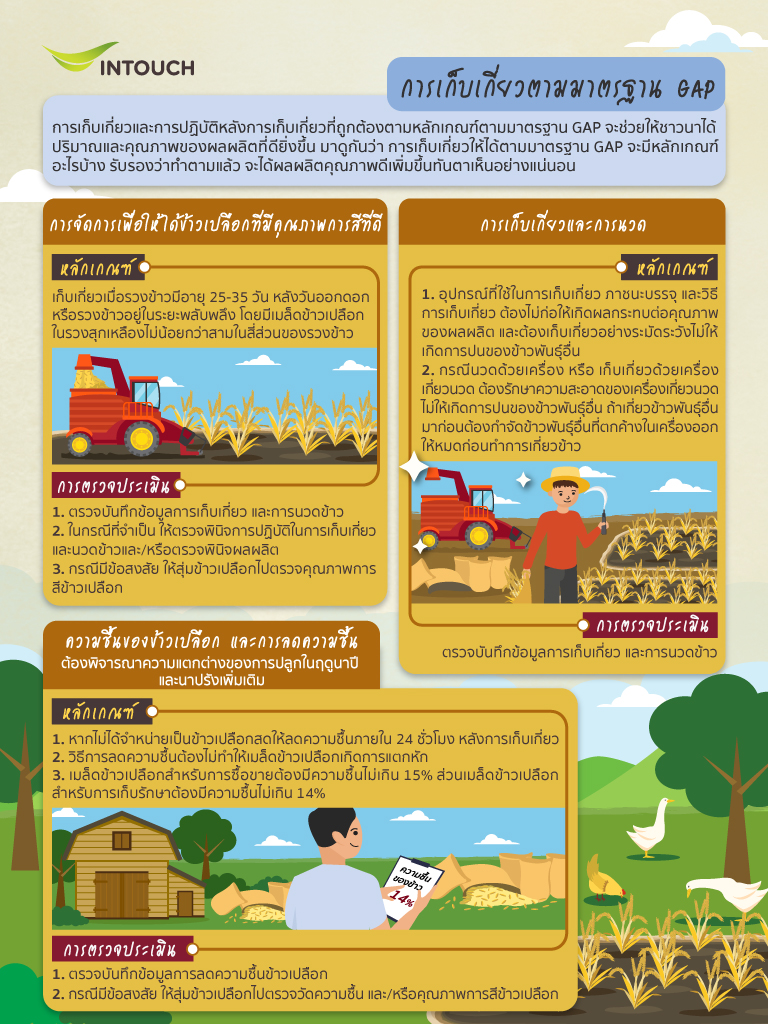 INTOUCH
การเก็บเกี่ยวตามมาตรฐาน GAP
การเก็บเกี่ยวและการปฏิบัติหลังการเก็บเกี่ยวที่ถูกต้องตามหลักเกณฑ์ตามมาตรฐาน GAP จะช่วยให้ชาวนาได้
ปริมาณและคุณภาพของผลผลิตที่ดียิ่งขึ้น มาดูกันว่า การเก็บเกี่ยวให้ได้ตามมาตรฐาน GAP จะมีหลักเกณฑ์
อะไรบ้าง รับรองว่าทำตามแล้ว จะได้ผลผลิตคุณภาพดีเพิ่มขึ้นทันตาเห็นอย่างแน่นอน
การจัดการเพื่อให้ได้ข้าวเปลือกที่มีคุณภาพการสีที่ดี
หลักเกณฑ์
เก็บเกี่ยวเมื่อรวงข้าวมีอายุ 25-35 วัน หลังวันออกดอก
หรือรวงข้าวอยู่ในระยะพลับพลึง โดยมีเมล็ดข้าวเปลือก
ในรวงสุกเหลืองไม่น้อยกว่าสามในสี่ส่วนของรวงข้าว
การตรวจประเมิน
1. ตรวจบันทึกข้อมูลการเก็บเกี่ยว และการนวดข้าว
2. ในกรณีที่จำเป็น ให้ตรวจพินิจการปฏิบัติในการเก็บเกี่ยว
และนวดข้าวและ/หรือตรวจพินิจผลผลิต
3. กรณีมีข้อสงสัย ให้สุ่มข้าวเปลือกไปตรวจคุณภาพการ
สีข้าวเปลือก
การเก็บเกี่ยวและการนวด
หลักเกณฑ์
1. อุปกรณ์ที่ใช้ในการเก็บเกี่ยว ภาชนะบรรจุ และวิธี
การเก็บเกี่ยว ต้องไม่ก่อให้เกิดผลกระทบต่อคุณภาพ
ของผลผลิต และต้องเก็บเกี่ยวอย่างระมัดระวังไม่ให้
เกิดการปนของข้าวพันธุ์อื่น
2. กรณีนวดด้วยเครื่อง หรือ เก็บเกี่ยวด้วยเครื่อง
เกี่ยวนวด ต้องรักษาความสะอาดของเครื่องเกี่ยวนวด
ไม่ให้เกิดการปนของข้าวพันธุ์อื่น ถ้าเกี่ยวข้าวพันธุ์อื่น
มาก่อนต้องกำจัดข้าวพันธุ์อื่นที่ตกค้างในเครื่องออก
ให้หมดก่อนทำการเกี่ยวข้าว
การตรวจประเมิน
ตรวจบันทึกข้อมูลการเก็บเกี่ยว และการนวดข้าว
ความชื้นของข้าวเปลือก และการลดความชื้น
ต้องพิจารณาความแตกต่างของการปลูกในฤดูนาปี
และนาปรังเพิ่มเติม
หลักเกณฑ์
1. หากไม่ได้จำหน่ายเป็นข้าวเปลือกสดให้ลดความชื้นภายใน 24 ชั่วโมง หลังการเก็บเกี่ยว
2. วิธีการลดความชื้นต้องไม่ทำให้เมล็ดข้าวเปลือกเกิดการแตกหัก
3. เมล็ดข้าวเปลือกสำหรับการซื้อขายต้องมีความชื้นไม่เกิน 15% ส่วนเมล็ดข้าวเปลือก
สำหรับการเก็บรักษาต้องมีความชื้นไม่เกิน 14%
ความชื้น
ของข้าว
14%
การตรวจประเมิน
1. ตรวจบันทึกข้อมูลการลดความชื้นข้าวเปลือก
2. กรณีมีข้อสงสัย ให้สุ่มข้าวเปลือกไปตรวจวัดความชื้น และ/หรือคุณภาพการสีข้าวเปลือก